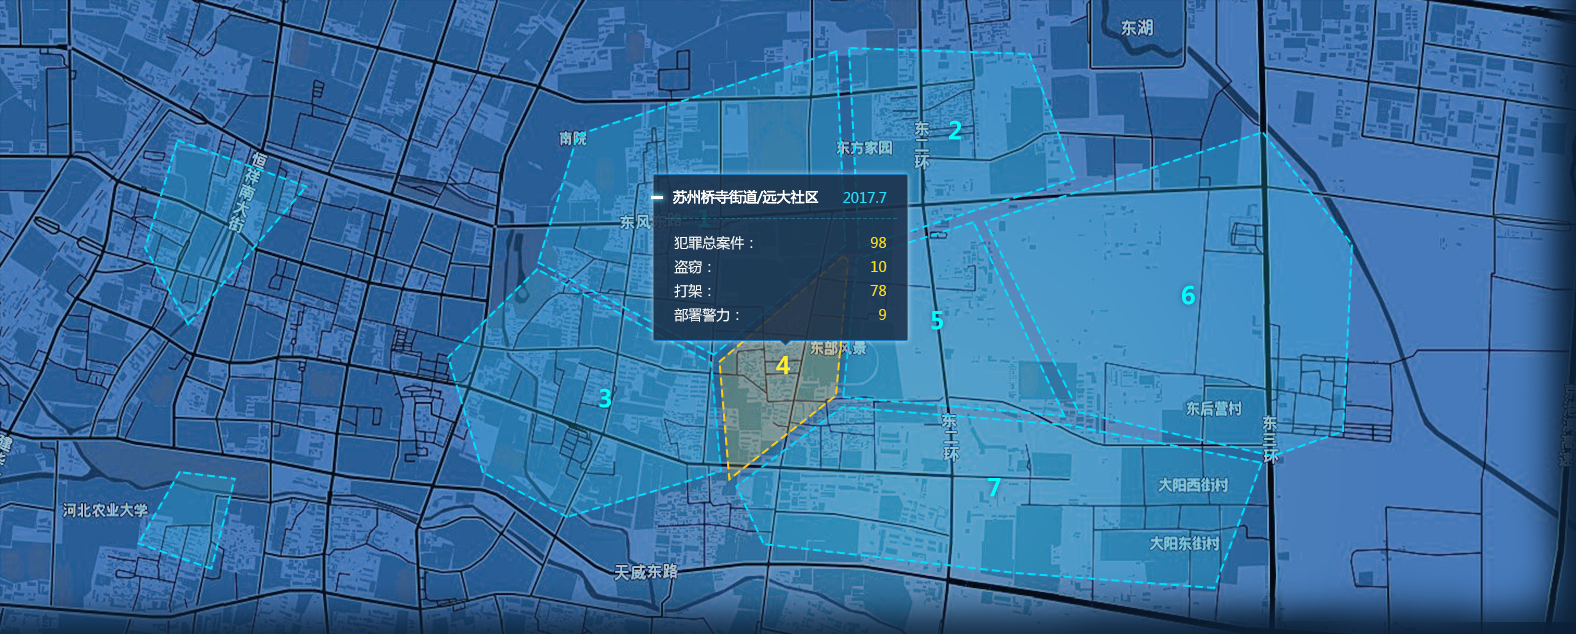 东湖
2
南院
东二环
东方家园
恒祥南大街
苏州桥寺街道/远大社区 2017.7
东风东路
1
犯罪总案件： 98
盗窃： 10
打架： 78
部署警力： 9
6
5
东部风景
4
3
东后营村
东二环
东三环
7
大阳西街村
河北农业大学
大阳东街村
天威东路